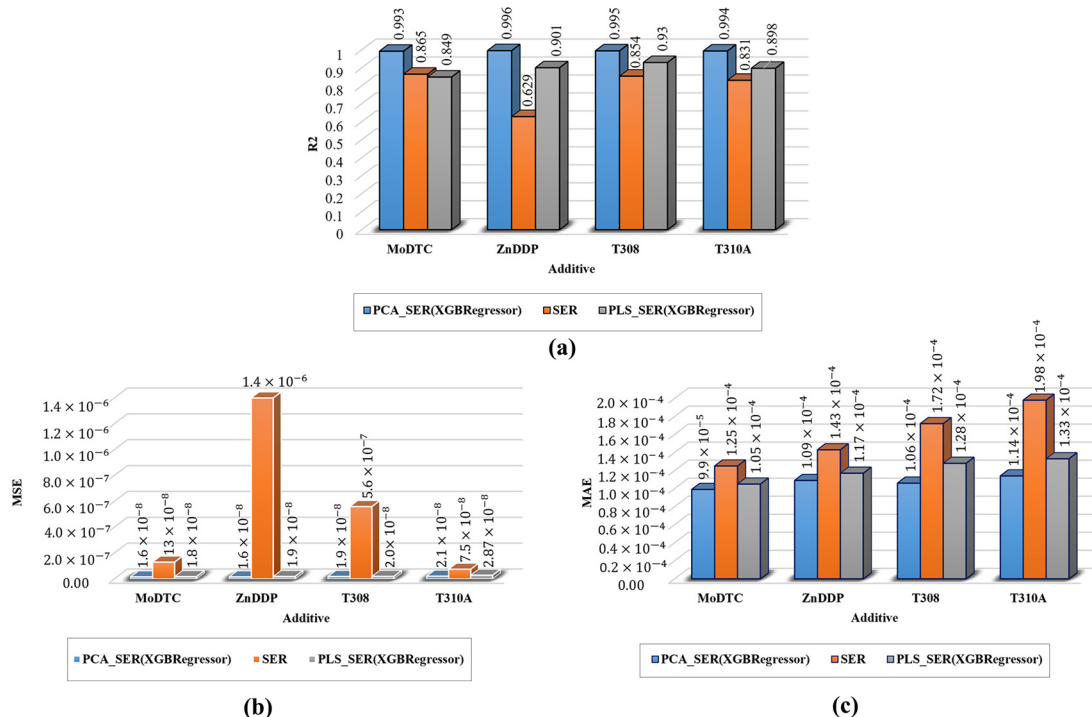 0.993
0.865
0.849
0.996
0.629
0.901
0.995
0.854
0.93
0.994
0.831
0.898
1
0.9
0.8
0.7
0.6
0.5
0.4
0.3
0.2
0.1
0
R2
MoDTC ZnDDP T308 T310A
Additive
PCA_SER(XGBRegressor) SER PLS_SER(XGBRegressor)
(a)
1.4 × 10⁻⁶
1.2 × 10⁻⁶
1.0 × 10⁻⁶
8.0 × 10⁻⁷
6.0 × 10⁻⁷
4.0 × 10⁻⁷
2.0 × 10⁻⁷
0.00
MSE
1.6 × 10⁻⁸
13 × 10⁻⁸
1.8 × 10⁻⁸
1.6 × 10⁻⁸
1.4 × 10⁻⁶
1.9 × 10⁻⁸
1.9 × 10⁻⁸
5.6 × 10⁻⁷
2.0 × 10⁻⁸
2.1 × 10⁻⁸
7.5 × 10⁻⁸
2.87 × 10⁻⁸
MoDTC ZnDDP T308 T310A
Additive
PCA_SER(XGBRegressor) SER PLS_SER(XGBRegressor)
(b)
2.0 × 10⁻⁴
1.8 × 10⁻⁴
1.6 × 10⁻⁴
1.4 × 10⁻⁴
1.2 × 10⁻⁴
1.0 × 10⁻⁴
0.8 × 10⁻⁴
0.6 × 10⁻⁴
0.4 × 10⁻⁴
0.2 × 10⁻⁴
0.00
MAE
9.9 × 10⁻⁵
1.25 × 10⁻⁴
1.05 × 10⁻⁴
1.09 × 10⁻⁴
1.43 × 10⁻⁴
1.17 × 10⁻⁴
1.06 × 10⁻⁴
1.72 × 10⁻⁴
1.28 × 10⁻⁴
1.14 × 10⁻⁴
1.98 × 10⁻⁴
1.33 × 10⁻⁴
MoDTC ZnDDP T308 T310A
Additive
PCA_SER(XGBRegressor) SER PLS_SER(XGBRegressor)
(c)